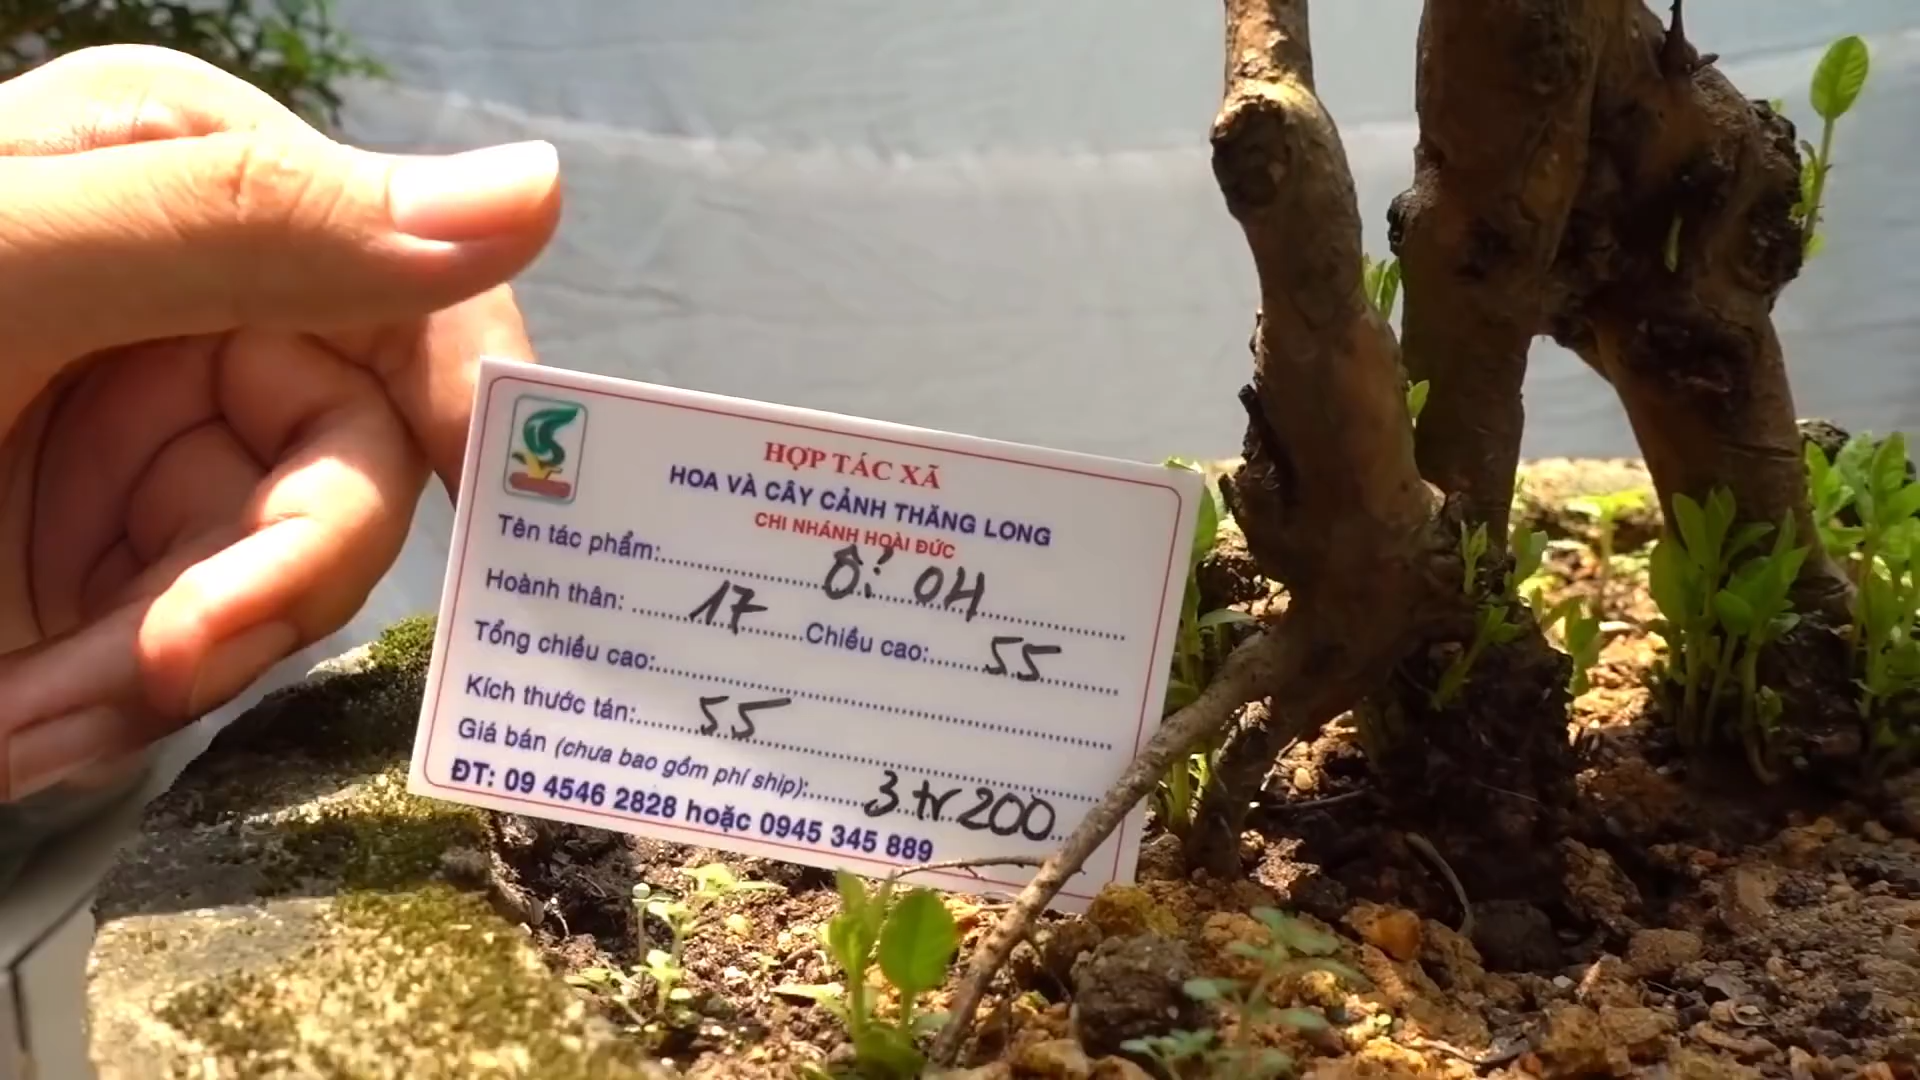 HỢP TÁC XÃ
HOA VÀ CÂY CẢNH THĂNG LONG
CHI NHÁNH HOÀI ĐỨC
Tên tác phẩm: Ổi 04
Hoành thân: 17 Chiều cao: 55
Tổng chiều cao:
Kích thước tán: 55
Giá bán (chưa bao gồm phí ship): 3tr200
ĐT: 09 4546 2828 hoặc 0945 345 889